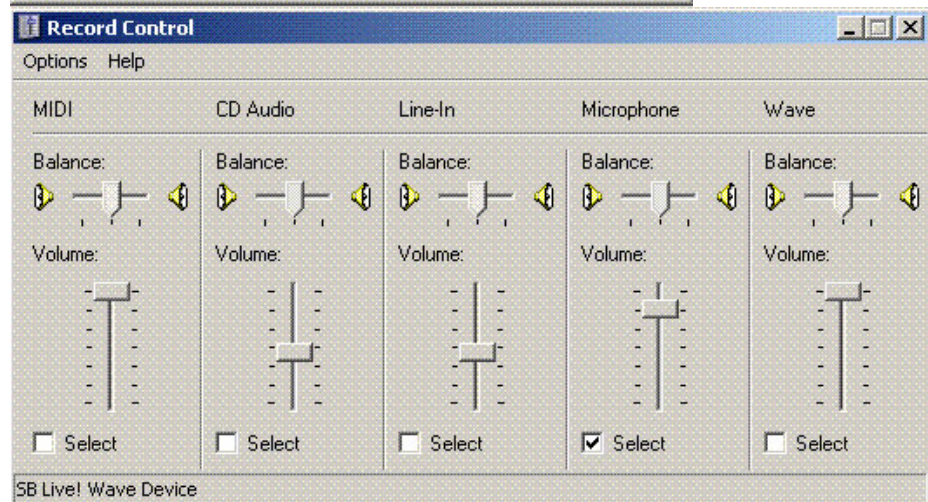 Record Control
Options Help
MIDI CD Audio Line-In Microphone Wave
Balance: Balance: Balance: Balance: Balance:
Volume: Volume: Volume: Volume: Volume:
Select Select Select Select Select
SB Live! Wave Device